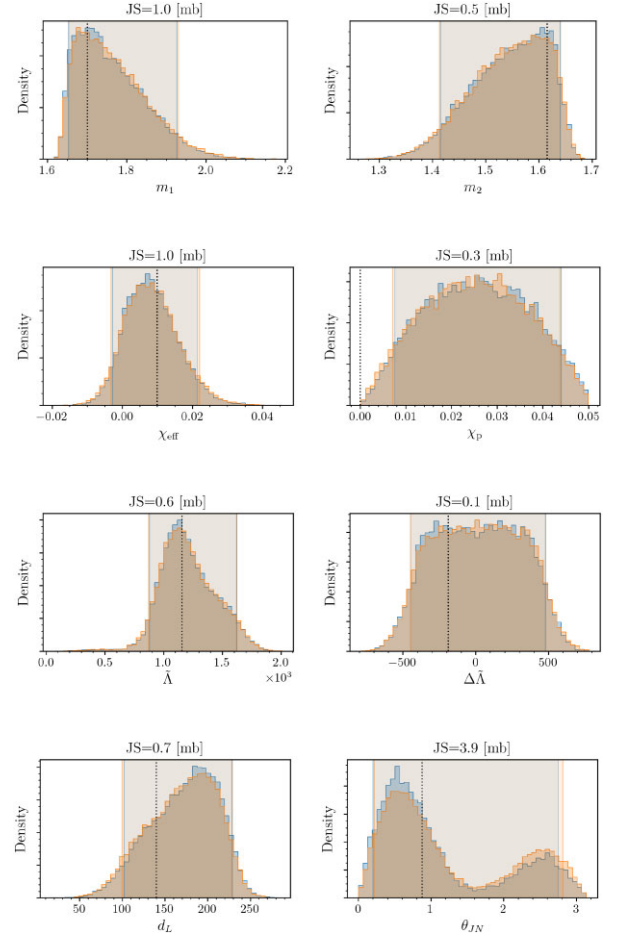 JS=1.0 [mb]
JS=0.5 [mb]
Density
Density
1.6 1.8 2.0 2.2
1.3 1.4 1.5 1.6 1.7
m₁
m₂
JS=1.0 [mb]
JS=0.3 [mb]
Density
Density
−0.02 0.00 0.02 0.04
0.00 0.01 0.02 0.03 0.04 0.05
χ_eff
χ_p
JS=0.6 [mb]
JS=0.1 [mb]
Density
Density
0.0 0.5 1.0 1.5 2.0
−500 0 500
×10³
Λ̃
ΔΛ̃
JS=0.7 [mb]
JS=3.9 [mb]
Density
Density
50 100 150 200 250
0 1 2 3
d_L
θ_JN